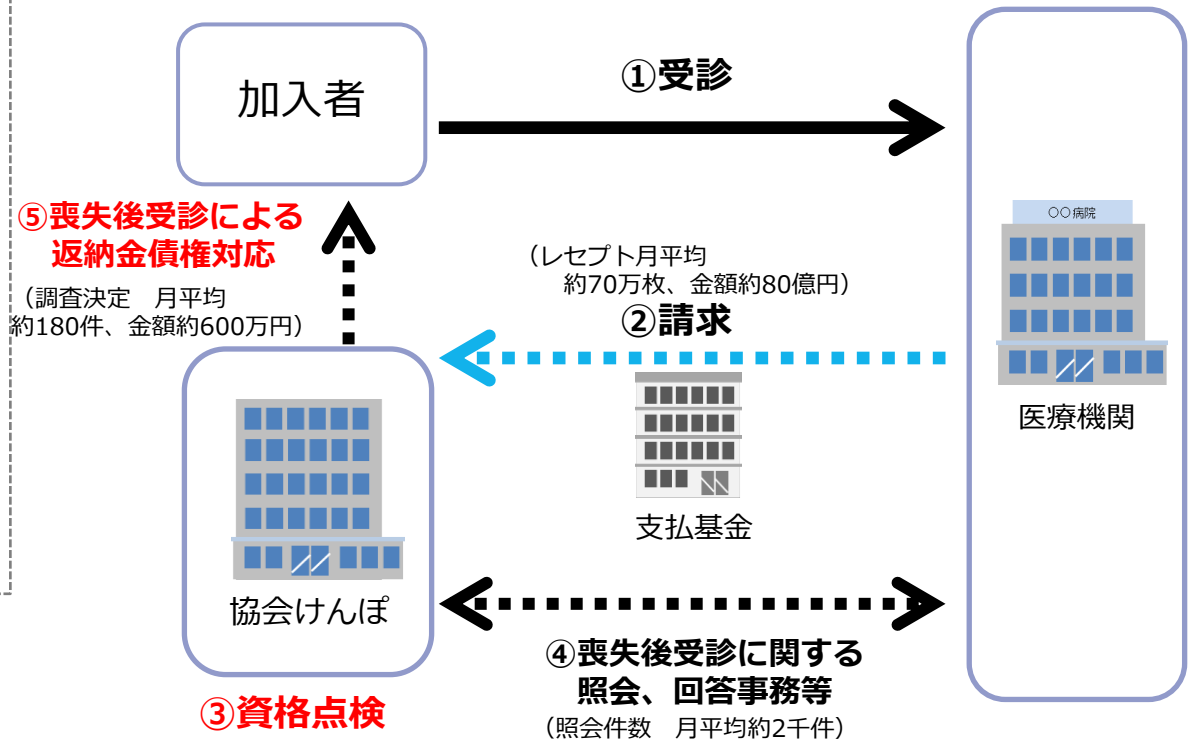 加入者
①受診
〇〇病院
医療機関
⑤喪失後受診による
返納金債権対応
（調査決定　月平均
約180件、金額約600万円）
（レセプト月平均
約70万枚、金額約80億円）
②請求
支払基金
協会けんぽ
③資格点検
④喪失後受診に関する
照会、回答事務等
（照会件数　月平均約2千件）